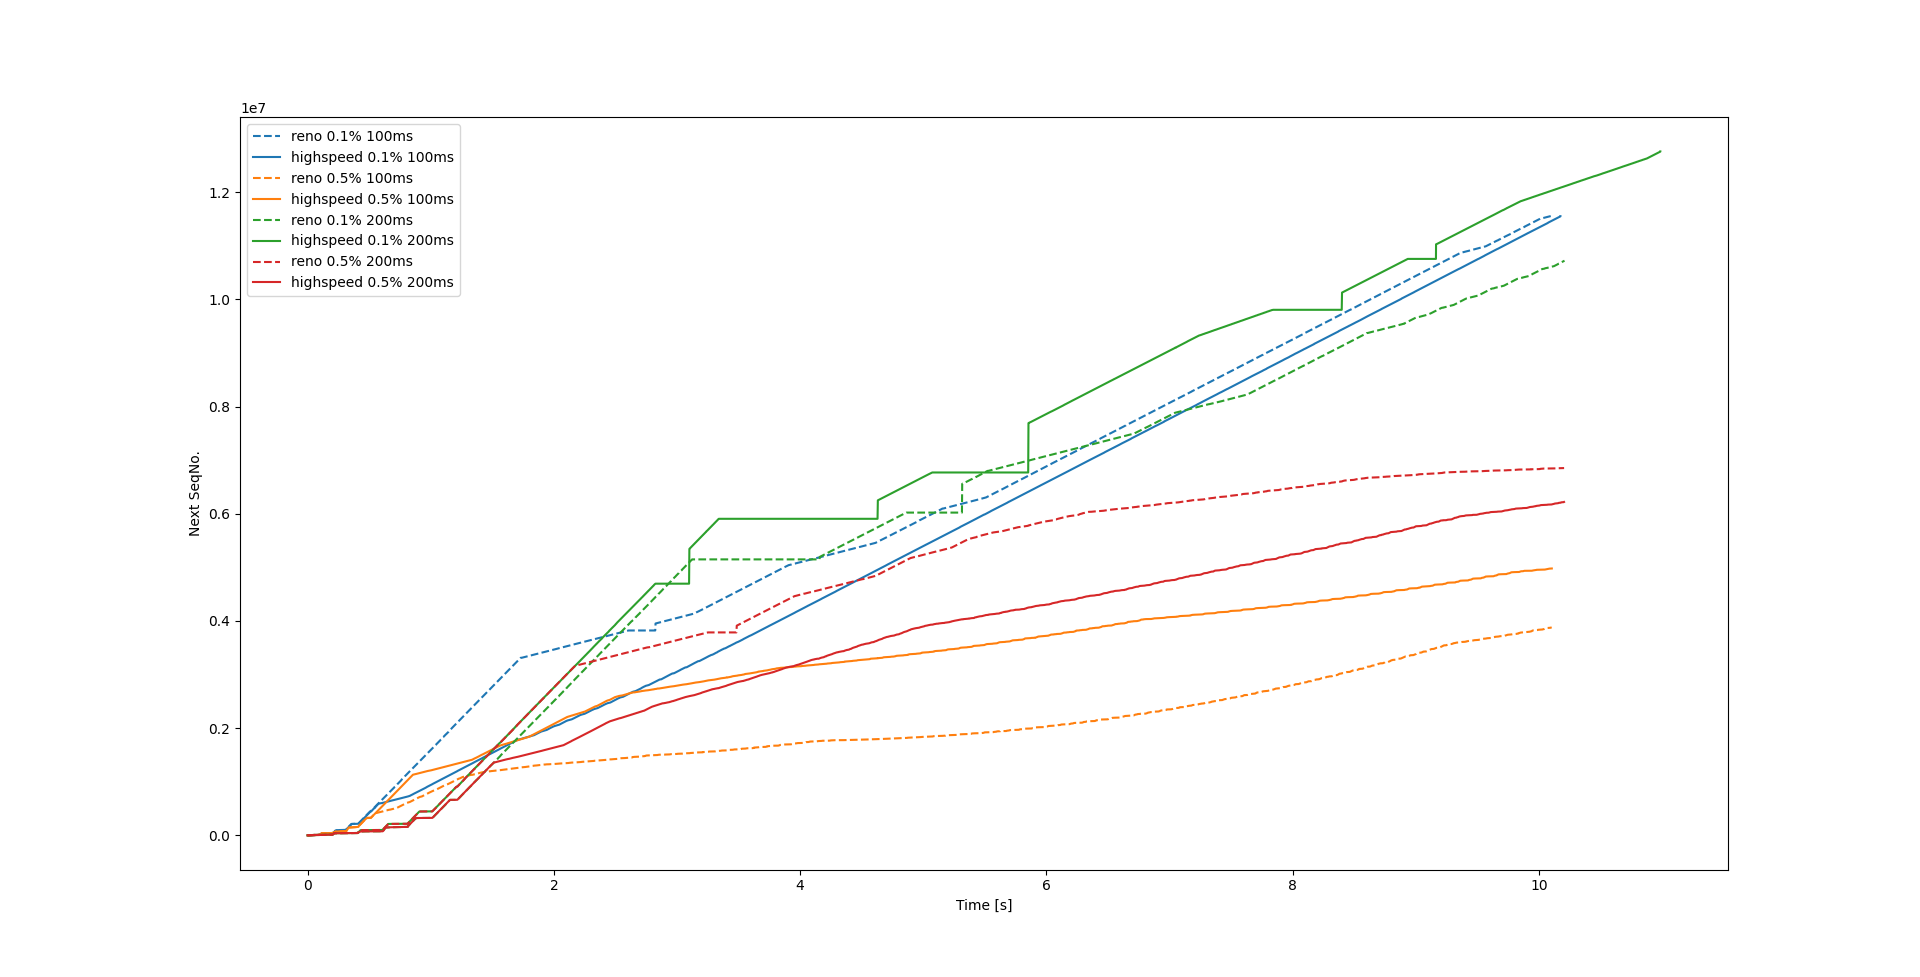 1e7
reno 0.1% 100ms
highspeed 0.1% 100ms
reno 0.5% 100ms
highspeed 0.5% 100ms
reno 0.1% 200ms
highspeed 0.1% 200ms
reno 0.5% 200ms
highspeed 0.5% 200ms
1.2
1.0
0.8
0.6
0.4
0.2
0.0
Next SeqNo.
0 2 4 6 8 10
Time [s]